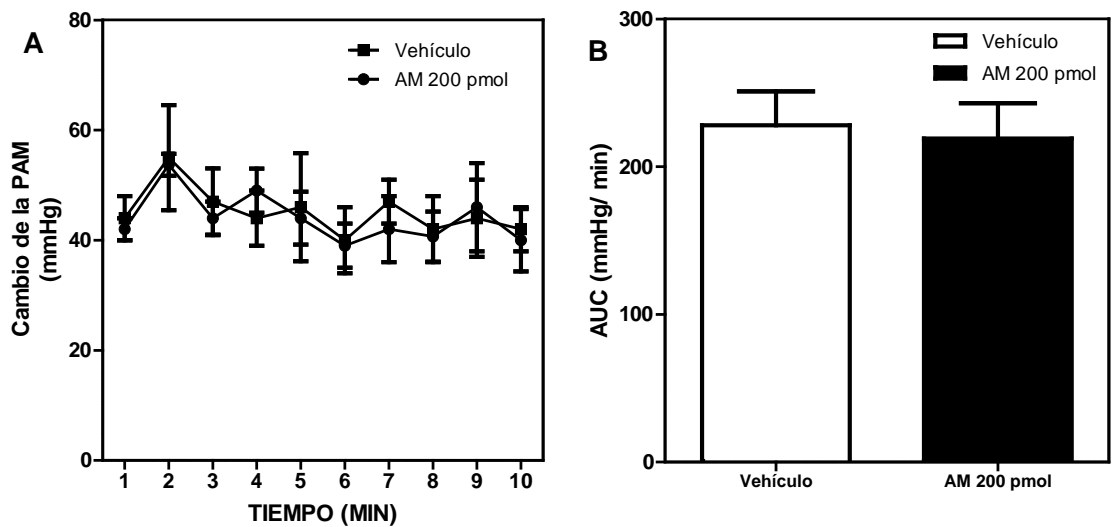 A
80
60
40
20
0
Cambio de la PAM
(mmHg)
Vehículo
AM 200 pmol
1 2 3 4 5 6 7 8 9 10
TIEMPO (MIN)
B
300
200
100
0
AUC (mmHg/ min)
Vehículo
AM 200 pmol
Vehículo AM 200 pmol